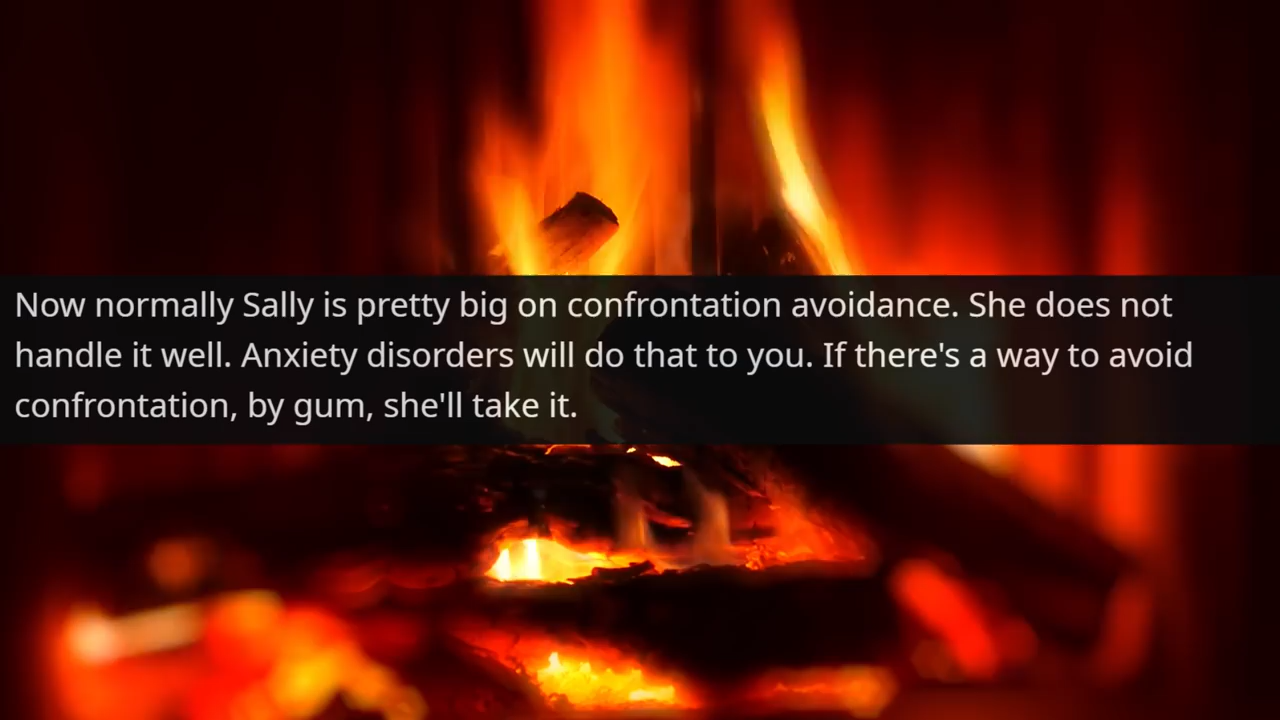 Now normally Sally is pretty big on confrontation avoidance. She does not
handle it well. Anxiety disorders will do that to you. If there's a way to avoid
confrontation, by gum, she'll take it.